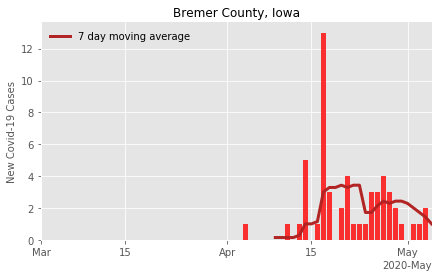 Bremer County, Iowa
7 day moving average
New Covid-19 Cases
12
10
8
6
4
2
0
Mar 15 Apr 15 May
2020-May